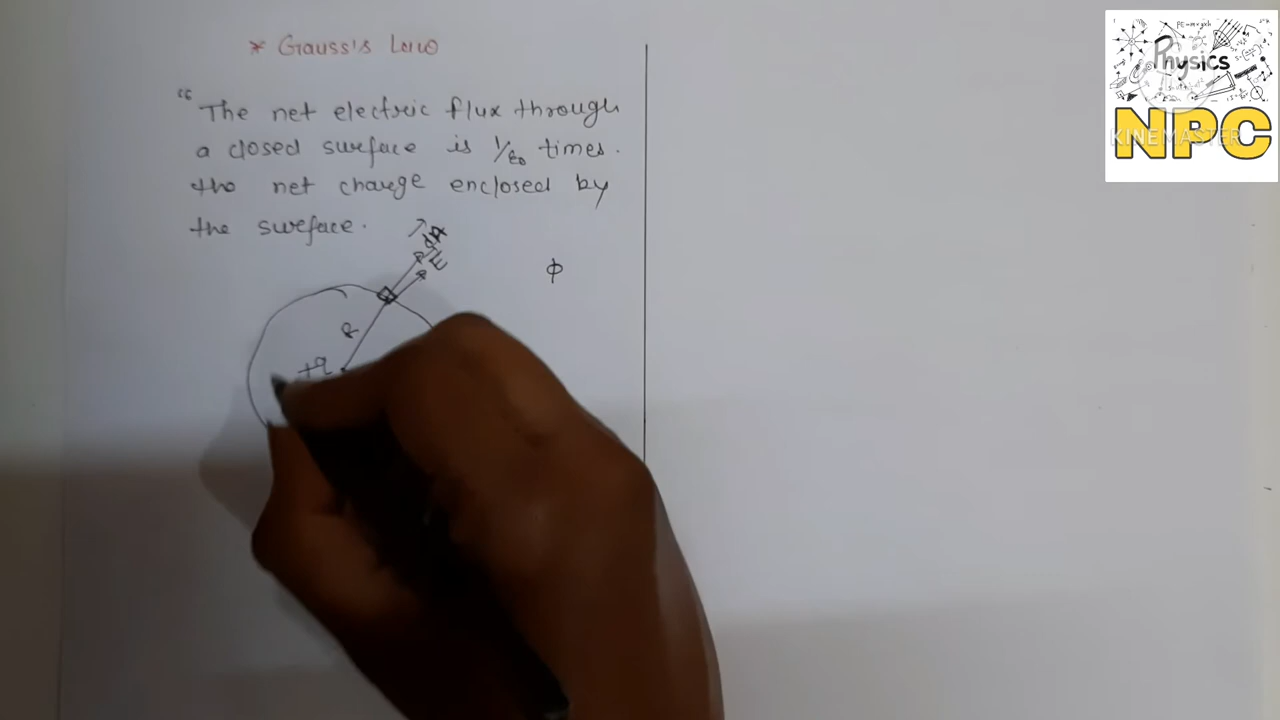 * Gauss's Law
"The net electric flux through
a closed surface is 1/ε₀ times.
the net charge enclosed by
the surface.
dA
E
ϕ
R
+q
Physics
NPC
KINEMASTER